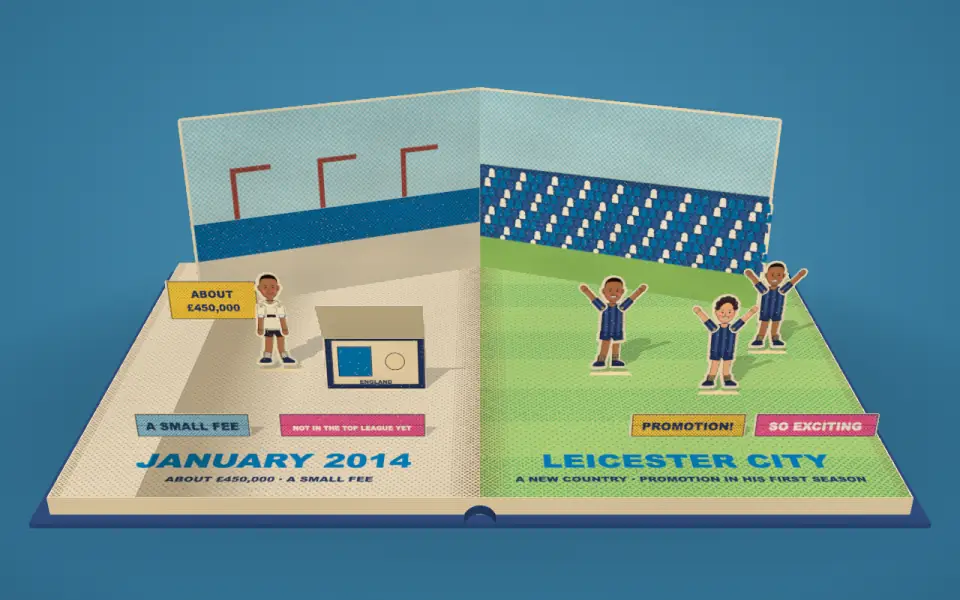 ABOUT
£450,000
ENGLAND
A SMALL FEE
NOT IN THE TOP LEAGUE YET
JANUARY 2014
ABOUT £450,000 · A SMALL FEE
PROMOTION!
SO EXCITING
LEICESTER CITY
A NEW COUNTRY · PROMOTION IN HIS FIRST SEASON